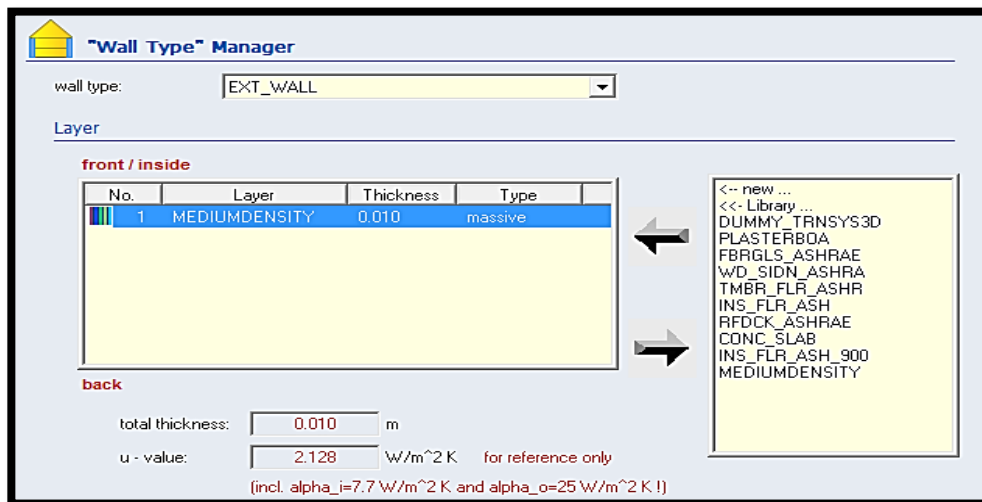 "Wall Type" Manager
wall type: EXT_WALL
Layer
front / inside
No. Layer Thickness Type
1 MEDIUMDENSITY 0.010 massive
back
total thickness: 0.010 m
u - value: 2.128 W/m^2 K for reference only
(incl. alpha_i=7.7 W/m^2 K and alpha_o=25 W/m^2 K !)
<-- new ...
<<- Library ...
DUMMY_TRNSYS3D
PLASTERBOA
FBRGLS_ASHRAE
WD_SIDN_ASHRA
TMBR_FLR_ASHR
INS_FLR_ASH
RFDCK_ASHRAE
CONC_SLAB
INS_FLR_ASH_900
MEDIUMDENSITY